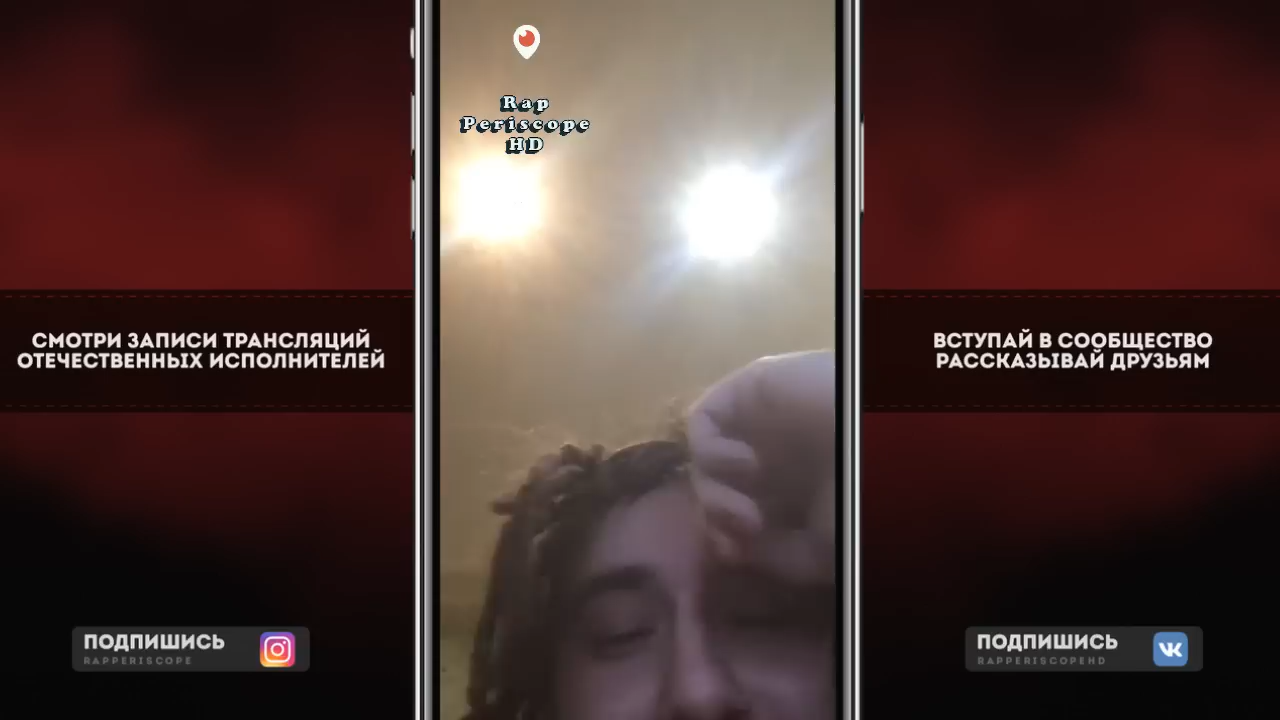 Rap
Periscope
HD
СМОТРИ ЗАПИСИ ТРАНСЛЯЦИЙ
ОТЕЧЕСТВЕННЫХ ИСПОЛНИТЕЛЕЙ
ВСТУПАЙ В СООБЩЕСТВО
РАССКАЗЫВАЙ ДРУЗЬЯМ
ПОДПИШИСЬ
RAPPERISCOPE
ПОДПИШИСЬ
RAPPERISCOPEHD